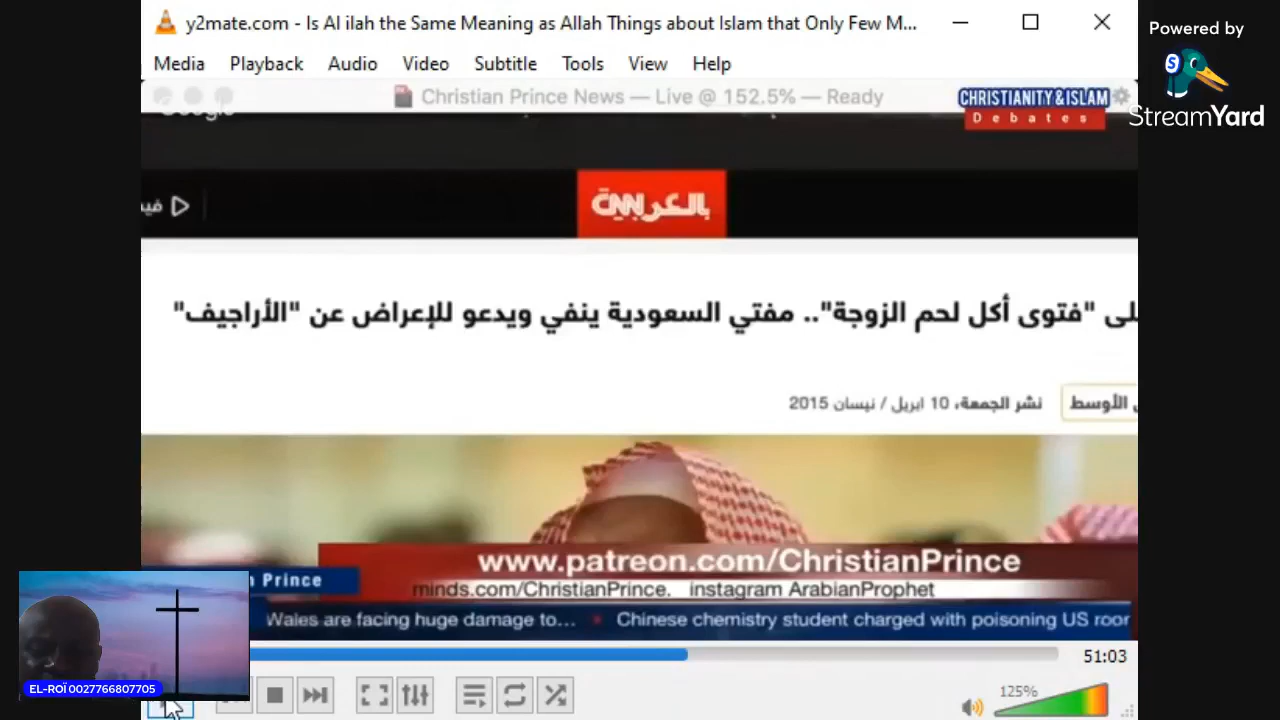 y2mate.com - Is Al ilah the Same Meaning as Allah Things about Islam that Only Few M...
Powered by
StreamYard
Media Playback Audio Video Subtitle Tools View Help
Christian Prince News — Live @ 152.5% — Ready
CHRISTIANITY & ISLAM
Debates
Google
CNN بالعربية
"فتوى أكل لحم الزوجة".. مفتي السعودية ينفي ويدعو للإعراض عن "الأراجيف"
الأوسط
نشر الجمعة، 10 ابريل / نيسان 2015
www.patreon.com/ChristianPrince
Prince
minds.com/ChristianPrince. instagram ArabianProphet
Wales are facing huge damage to... • Chinese chemistry student charged with poisoning US roor
51:03
EL-ROÏ 0027766807705
125%